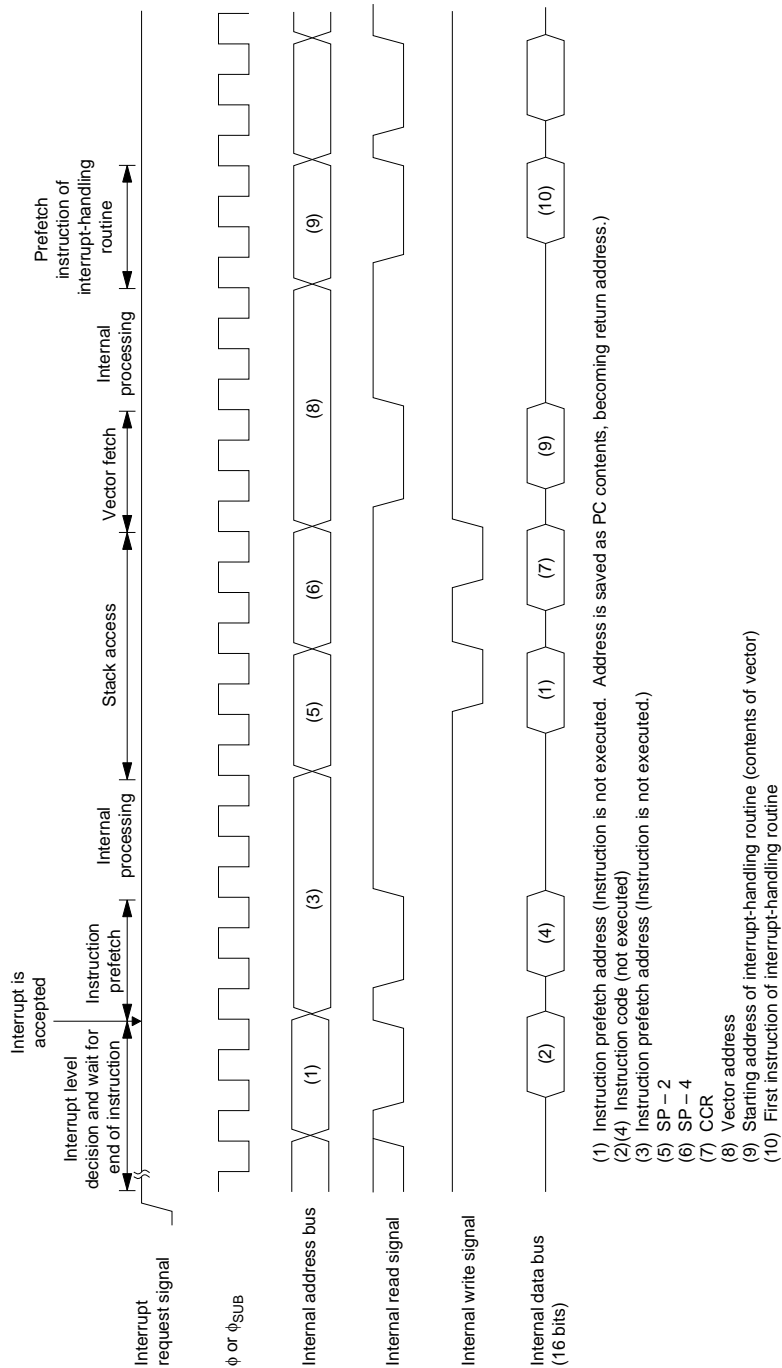 Interrupt is
accepted
Interrupt level
decision and wait for
end of instruction
Instruction
prefetch
Internal
processing
Stack access
Vector fetch
Internal
processing
Prefetch
instruction of
interrupt-handling
routine
Interrupt
request signal
φ or φSUB
Internal address bus
(1)
(3)
(5)
(6)
(8)
(9)
Internal read signal
Internal write signal
Internal data bus
(16 bits)
(2)
(4)
(1)
(7)
(9)
(10)
(1) Instruction prefetch address (Instruction is not executed. Address is saved as PC contents, becoming return address.)
(2)(4) Instruction code (not executed)
(3) Instruction prefetch address (Instruction is not executed.)
(5) SP – 2
(6) SP – 4
(7) CCR
(8) Vector address
(9) Starting address of interrupt-handling routine (contents of vector)
(10) First instruction of interrupt-handling routine